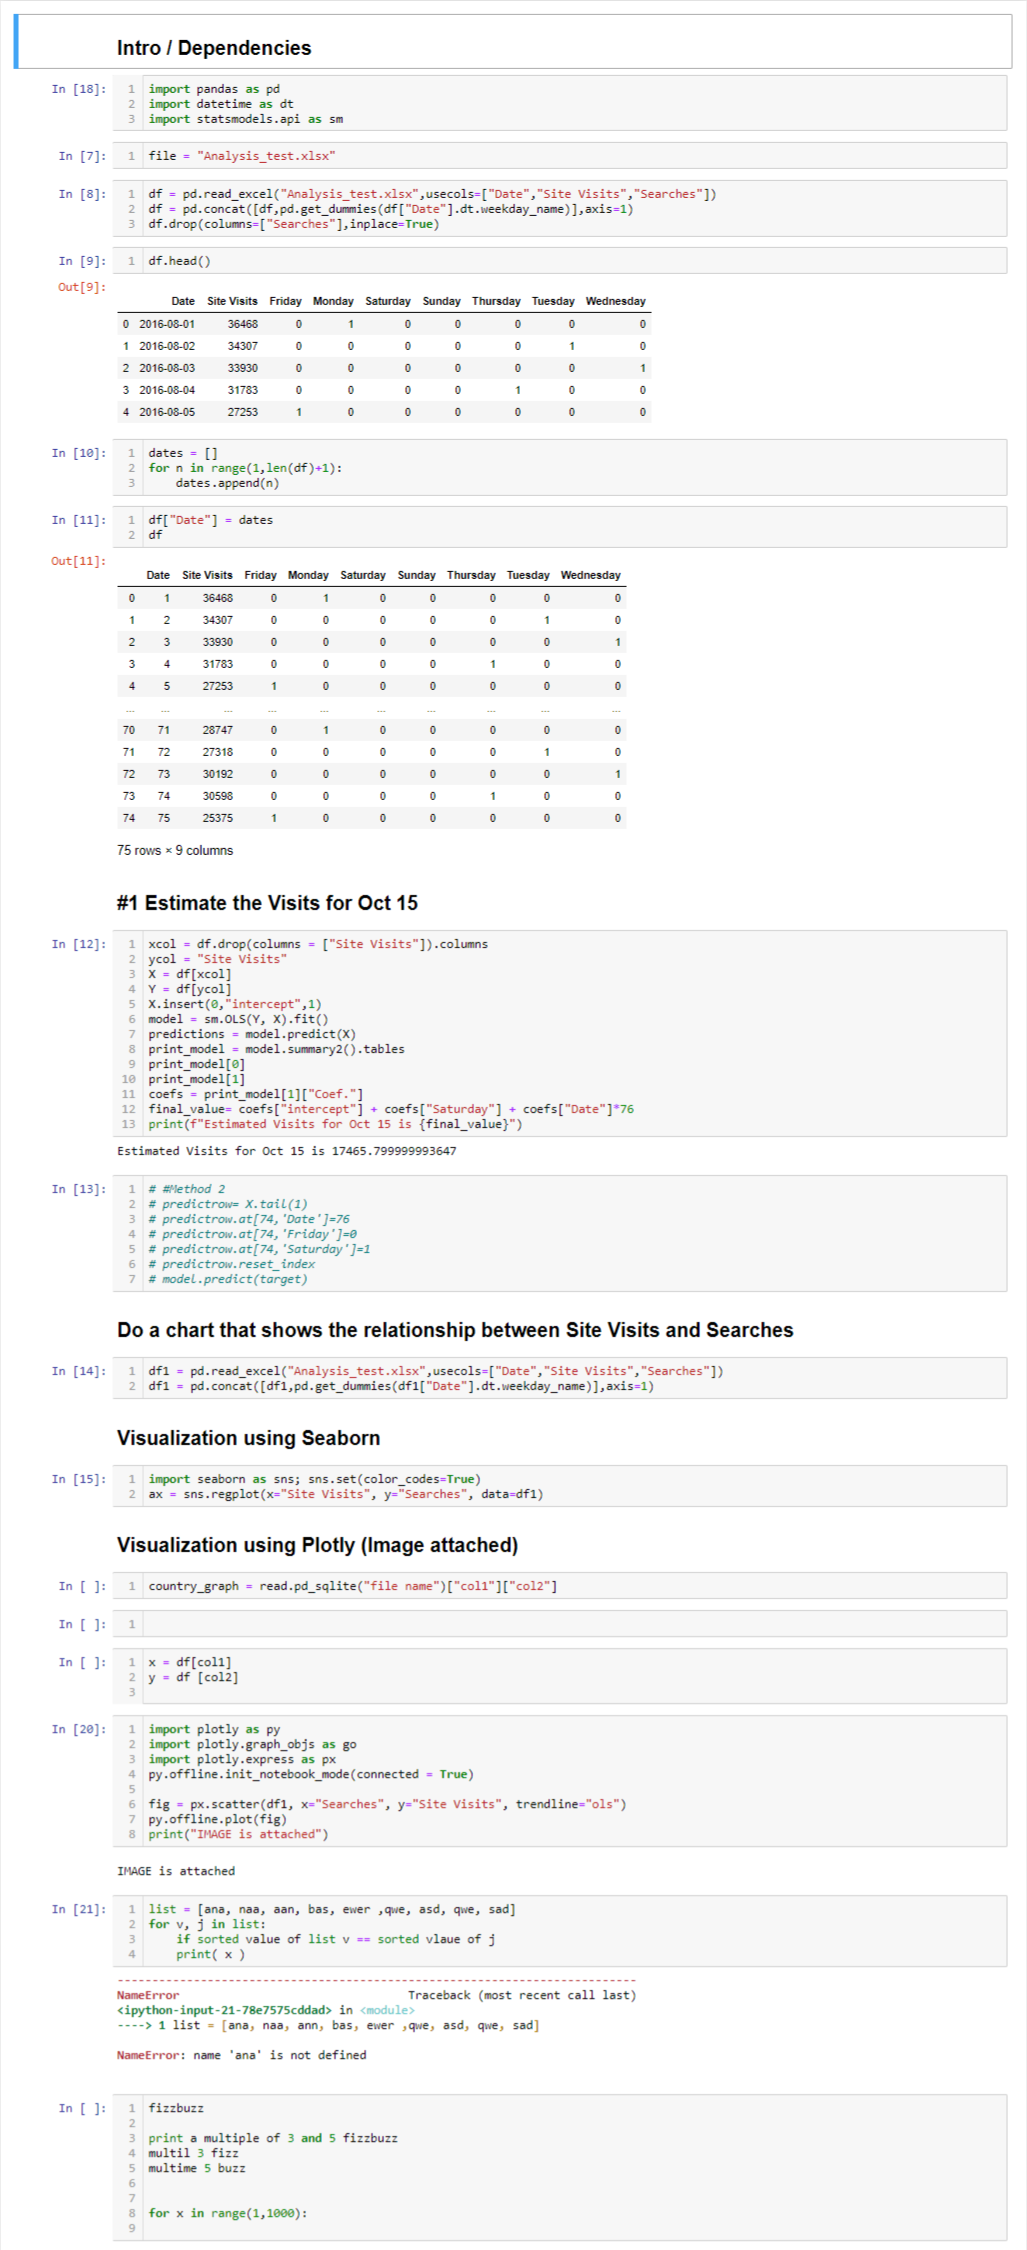 Intro / Dependencies
In [18]:
1 import pandas as pd
2 import datetime as dt
3 import statsmodels.api as sm
In [7]:
1 file = "Analysis_test.xlsx"
In [8]:
1 df = pd.read_excel("Analysis_test.xlsx",usecols=["Date","Site Visits","Searches"])
2 df = pd.concat([df,pd.get_dummies(df["Date"].dt.weekday_name)],axis=1)
3 df.drop(columns=["Searches"],inplace=True)
In [9]:
1 df.head()
Out[9]:
Date Site Visits Friday Monday Saturday Sunday Thursday Tuesday Wednesday
0 2016-08-01 36468 0 1 0 0 0 0 0
1 2016-08-02 34307 0 0 0 0 0 1 0
2 2016-08-03 33930 0 0 0 0 0 0 1
3 2016-08-04 31783 0 0 0 0 1 0 0
4 2016-08-05 27253 1 0 0 0 0 0 0
In [10]:
1 dates = []
2 for n in range(1,len(df)+1):
3 dates.append(n)
In [11]:
1 df["Date"] = dates
2 df
Out[11]:
Date Site Visits Friday Monday Saturday Sunday Thursday Tuesday Wednesday
0 1 36468 0 1 0 0 0 0 0
1 2 34307 0 0 0 0 0 1 0
2 3 33930 0 0 0 0 0 0 1
3 4 31783 0 0 0 0 1 0 0
4 5 27253 1 0 0 0 0 0 0
... ... ... ... ... ... ... ... ... ...
70 71 28747 0 1 0 0 0 0 0
71 72 27318 0 0 0 0 0 1 0
72 73 30192 0 0 0 0 0 0 1
73 74 30598 0 0 0 0 1 0 0
74 75 25375 1 0 0 0 0 0 0
75 rows × 9 columns
#1 Estimate the Visits for Oct 15
In [12]:
1 xcol = df.drop(columns = ["Site Visits"]).columns
2 ycol = "Site Visits"
3 X = df[xcol]
4 Y = df[ycol]
5 X.insert(0,"intercept",1)
6 model = sm.OLS(Y, X).fit()
7 predictions = model.predict(X)
8 print_model = model.summary2().tables
9 print_model[0]
10 print_model[1]
11 coefs = print_model[1]["Coef."]
12 final_value= coefs["intercept"] + coefs["Saturday"] + coefs["Date"]*76
13 print(f"Estimated Visits for Oct 15 is {final_value}")
Estimated Visits for Oct 15 is 17465.799999993647
In [13]:
1 # #Method 2
2 # predictrow= X.tail(1)
3 # predictrow.at[74,'Date']=76
4 # predictrow.at[74,'Friday']=0
5 # predictrow.at[74,'Saturday']=1
6 # predictrow.reset_index
7 # model.predict(target)
Do a chart that shows the relationship between Site Visits and Searches
In [14]:
1 df1 = pd.read_excel("Analysis_test.xlsx",usecols=["Date","Site Visits","Searches"])
2 df1 = pd.concat([df1,pd.get_dummies(df1["Date"].dt.weekday_name)],axis=1)
Visualization using Seaborn
In [15]:
1 import seaborn as sns; sns.set(color_codes=True)
2 ax = sns.regplot(x="Site Visits", y="Searches", data=df1)
Visualization using Plotly (Image attached)
In [ ]:
1 country_graph = read.pd_sqlite("file name")["col1"]["col2"]
In [ ]:
1
In [ ]:
1 x = df[col1]
2 y = df [col2]
3
In [20]:
1 import plotly as py
2 import plotly.graph_objs as go
3 import plotly.express as px
4 py.offline.init_notebook_mode(connected = True)
5
6 fig = px.scatter(df1, x="Searches", y="Site Visits", trendline="ols")
7 py.offline.plot(fig)
8 print("IMAGE is attached")
IMAGE is attached
In [21]:
1 list = [ana, naa, aan, bas, ewer ,qwe, asd, qwe, sad]
2 for v, j in list:
3 if sorted value of list v == sorted vlaue of j
4 print( x )
---------------------------------------------------------------------------
NameError Traceback (most recent call last)
<ipython-input-21-78e7575cddad> in <module>
----> 1 list = [ana, naa, ann, bas, ewer ,qwe, asd, qwe, sad]
NameError: name 'ana' is not defined
In [ ]:
1 fizzbuzz
2
3 print a multiple of 3 and 5 fizzbuzz
4 multil 3 fizz
5 multime 5 buzz
6
7
8 for x in range(1,1000):
9